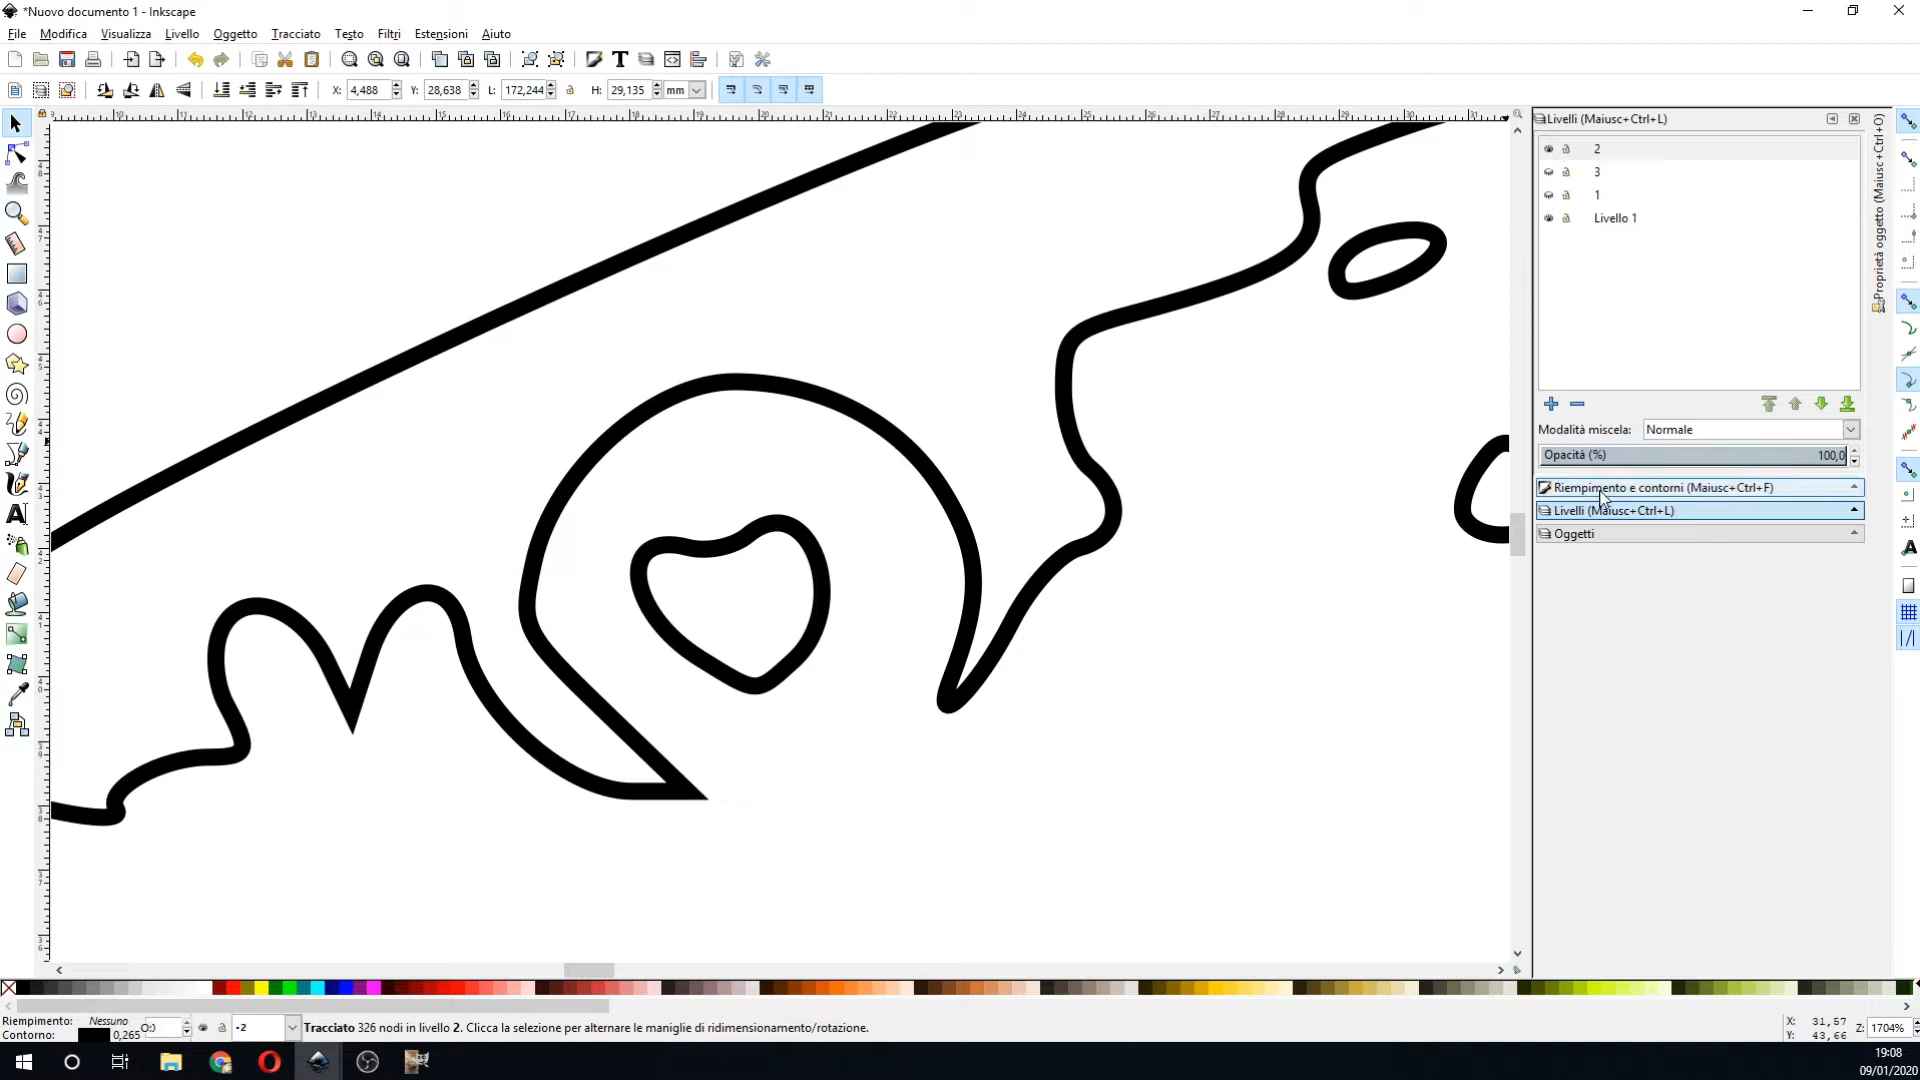 *Nuovo documento 1 - Inkscape
File Modifica Visualizza Livello Oggetto Tracciato Testo Filtri Estensioni Aiuto
X: 4,488 Y: 28,638 L: 172,244 H: 29,135 mm
Livelli (Maiusc+Ctrl+L)
Proprietà oggetto (Maiusc+Ctrl+O)
2
3
1
Livello 1
Modalità miscela: Normale
Opacità (%) 100,0
Riempimento e contorni (Maiusc+Ctrl+F)
Livelli (Maiusc+Ctrl+L)
Oggetti
Riempimento: Nessuno
Contorno: 0,265
O:
-2
Tracciato 326 nodi in livello 2. Clicca la selezione per alternare le maniglie di ridimensionamento/rotazione.
X: 31,57
Y: 43,66
Z: 1704%
19:08
09/01/2020